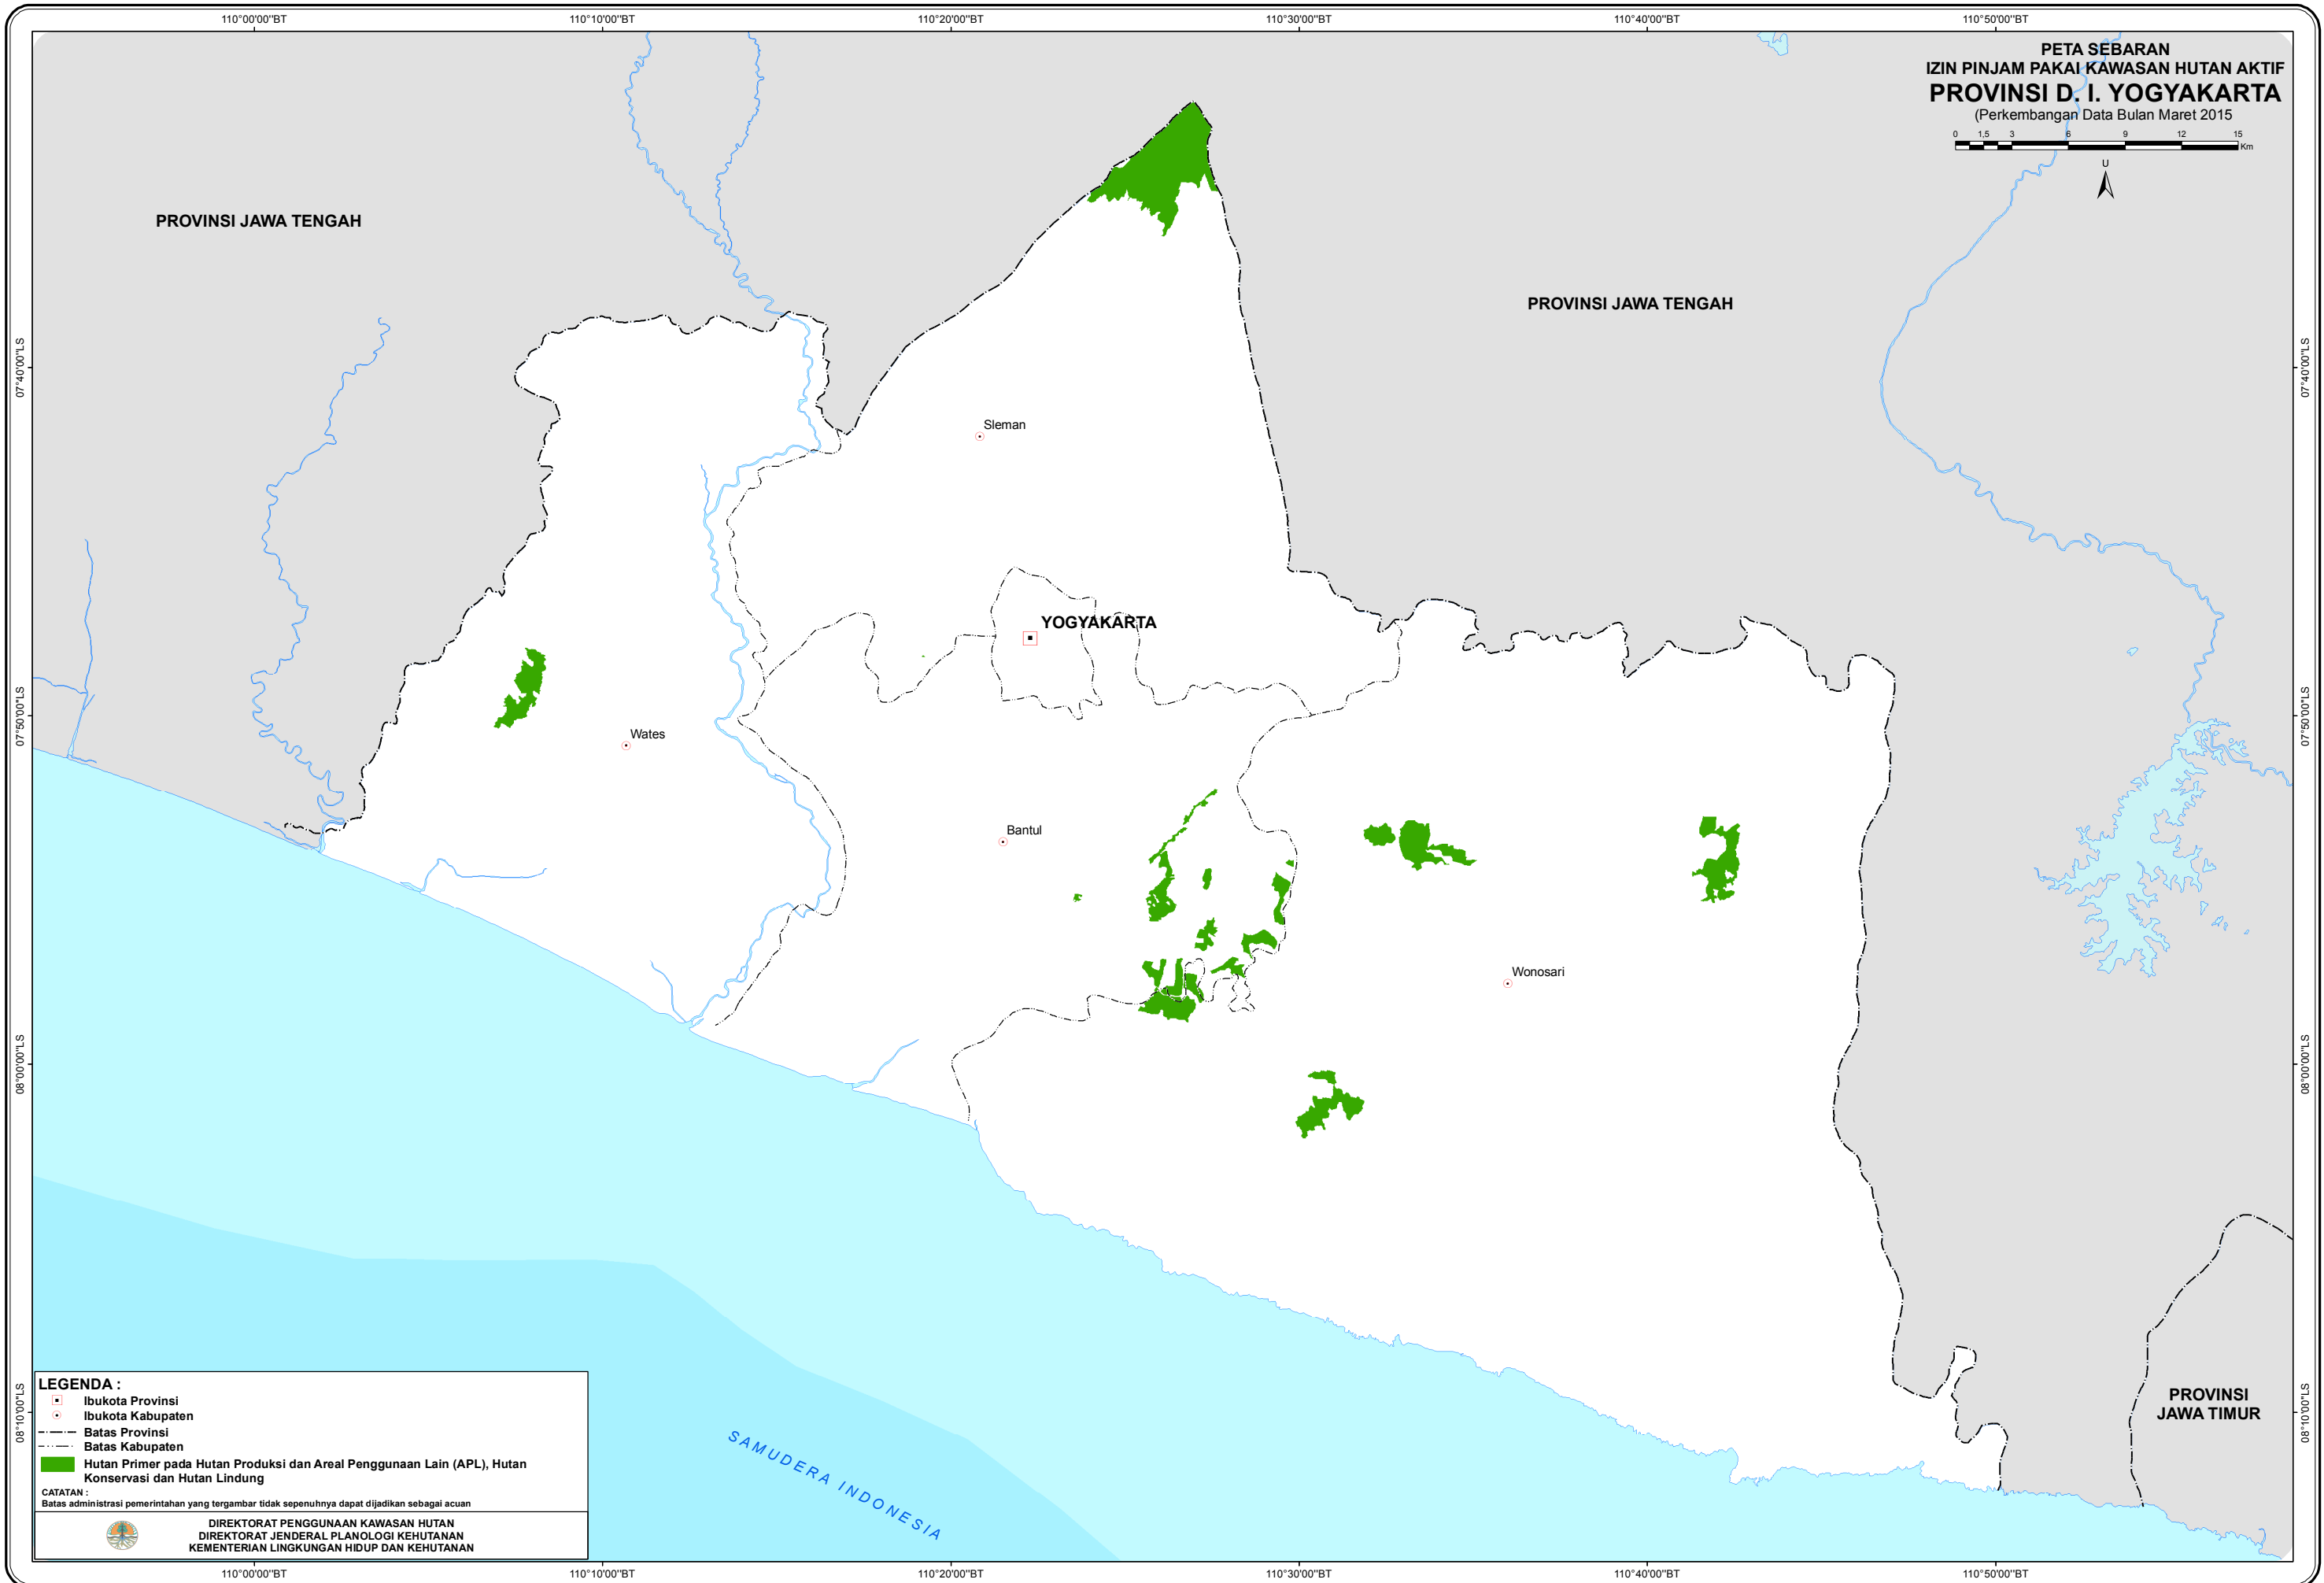 110°00'00"BT
110°10'00"BT
110°20'00"BT
110°30'00"BT
110°40'00"BT
110°50'00"BT
PETA SEBARAN
IZIN PINJAM PAKAI KAWASAN HUTAN AKTIF
PROVINSI D. I. YOGYAKARTA
(Perkembangan Data Bulan Maret 2015
0 1,5 3 6 9 12 15
Km
U
PROVINSI JAWA TENGAH
PROVINSI JAWA TENGAH
07°40'00"LS
07°40'00"LS
Sleman
YOGYAKARTA
07°50'00"LS
07°50'00"LS
Wates
Bantul
Wonosari
08°00'00"LS
08°00'00"LS
08°10'00"LS
08°10'00"LS
PROVINSI
JAWA TIMUR
SAMUDERA INDONESIA
LEGENDA :
Ibukota Provinsi
Ibukota Kabupaten
Batas Provinsi
Batas Kabupaten
Hutan Primer pada Hutan Produksi dan Areal Penggunaan Lain (APL), Hutan
Konservasi dan Hutan Lindung
CATATAN :
Batas administrasi pemerintahan yang tergambar tidak sepenuhnya dapat dijadikan sebagai acuan
DIREKTORAT PENGGUNAAN KAWASAN HUTAN
DIREKTORAT JENDERAL PLANOLOGI KEHUTANAN
KEMENTERIAN LINGKUNGAN HIDUP DAN KEHUTANAN
110°00'00"BT
110°10'00"BT
110°20'00"BT
110°30'00"BT
110°40'00"BT
110°50'00"BT